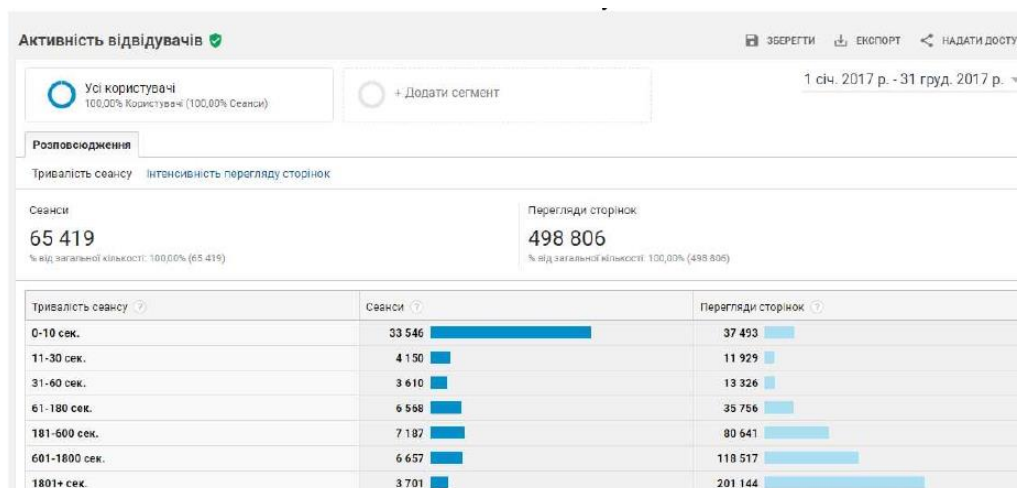 Активність відвідувачів
ЗБЕРЕГТИ ЕКСПОРТ НАДАТИ ДОСТУ
Усі користувачі
100,00% Користувачі (100,00% Сеанси)
+ Додати сегмент
1 січ. 2017 р. - 31 груд. 2017 р.
Розповсюдження
Тривалість сеансу Інтенсивність перегляду сторінок
Сеанси Перегляди сторінок
65 419 498 806
% від загальної кількості: 100,00% (65 419) % від загальної кількості: 100,00% (498 806)
Тривалість сеансу Сеанси Перегляди сторінок
0-10 сек. 33 546 37 493
11-30 сек. 4 150 11 929
31-60 сек. 3 610 13 326
61-180 сек. 6 568 35 756
181-600 сек. 7 187 80 641
601-1800 сек. 6 657 118 517
1801+ сек. 3 701 201 144